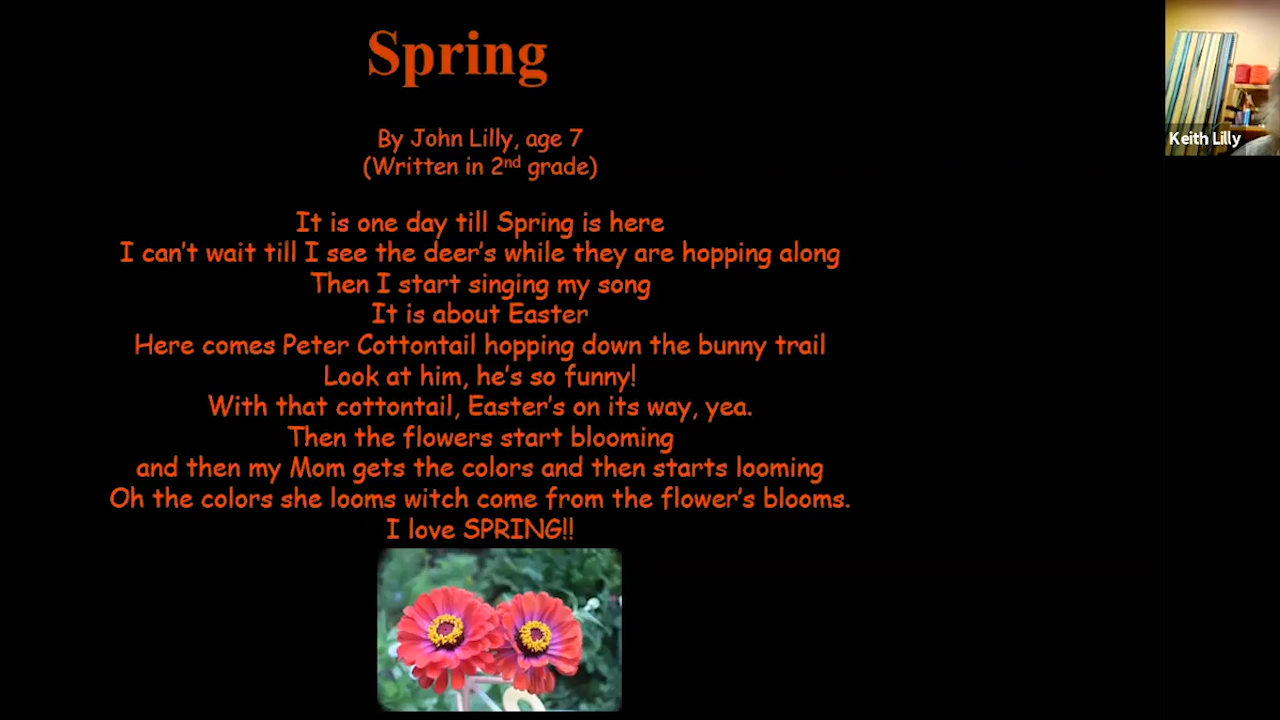 Spring
By John Lilly, age 7
(Written in 2nd grade)
It is one day till Spring is here
I can't wait till I see the deer's while they are hopping along
Then I start singing my song
It is about Easter
Here comes Peter Cottontail hopping down the bunny trail
Look at him, he's so funny!
With that cottontail, Easter's on its way, yea.
Then the flowers start blooming
and then my Mom gets the colors and then starts looming
Oh the colors she looms witch come from the flower's blooms.
I love SPRING!!
Keith Lilly